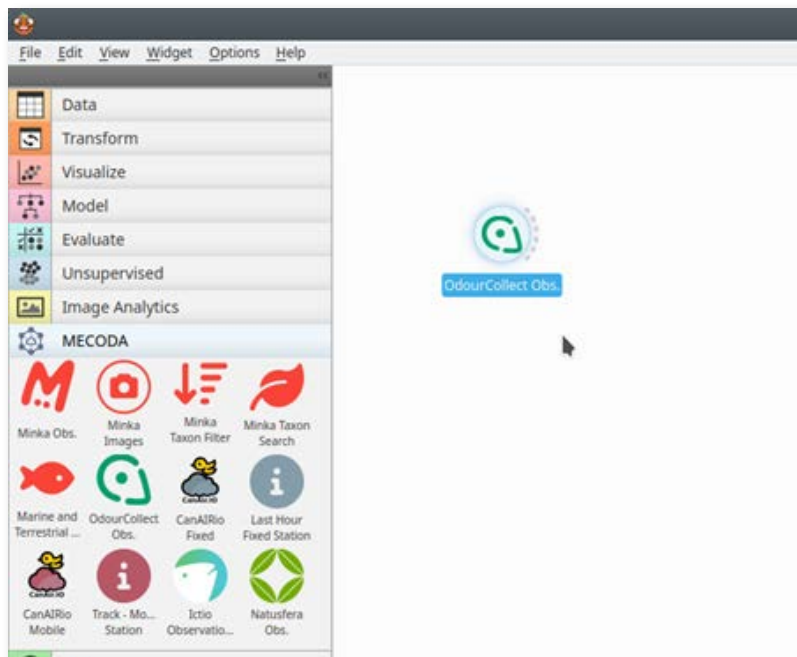 File Edit View Widget Options Help
Data
Transform
Visualize
Model
Evaluate
Unsupervised
Image Analytics
MECODA
Minka Obs.
Minka
Images
Minka
Taxon Filter
Minka Taxon
Search
Marine and
Terrestrial ...
OdourCollect
Obs.
CanAIRio
Fixed
Last Hour
Fixed Station
CanAIRio
Mobile
Track - Mo...
Station
Ictio
Observatio...
Natusfera
Obs.
OdourCollect Obs.